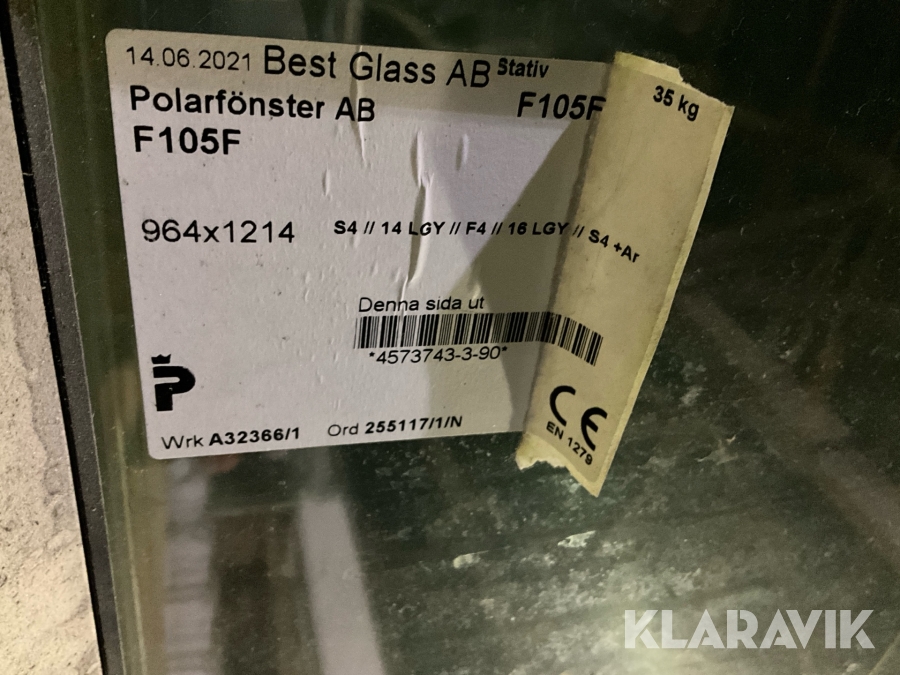 14.06.2021 Best Glass AB Stativ
Polarfönster AB F105F
F105F
35 kg
964x1214 S4 // 14 LGY // F4 // 16 LGY // S4 +Ar
Denna sida ut
*4573743-3-90*
P
CE
EN 1279
Wrk A32366/1 Ord 255117/1/N
KLARAVIK